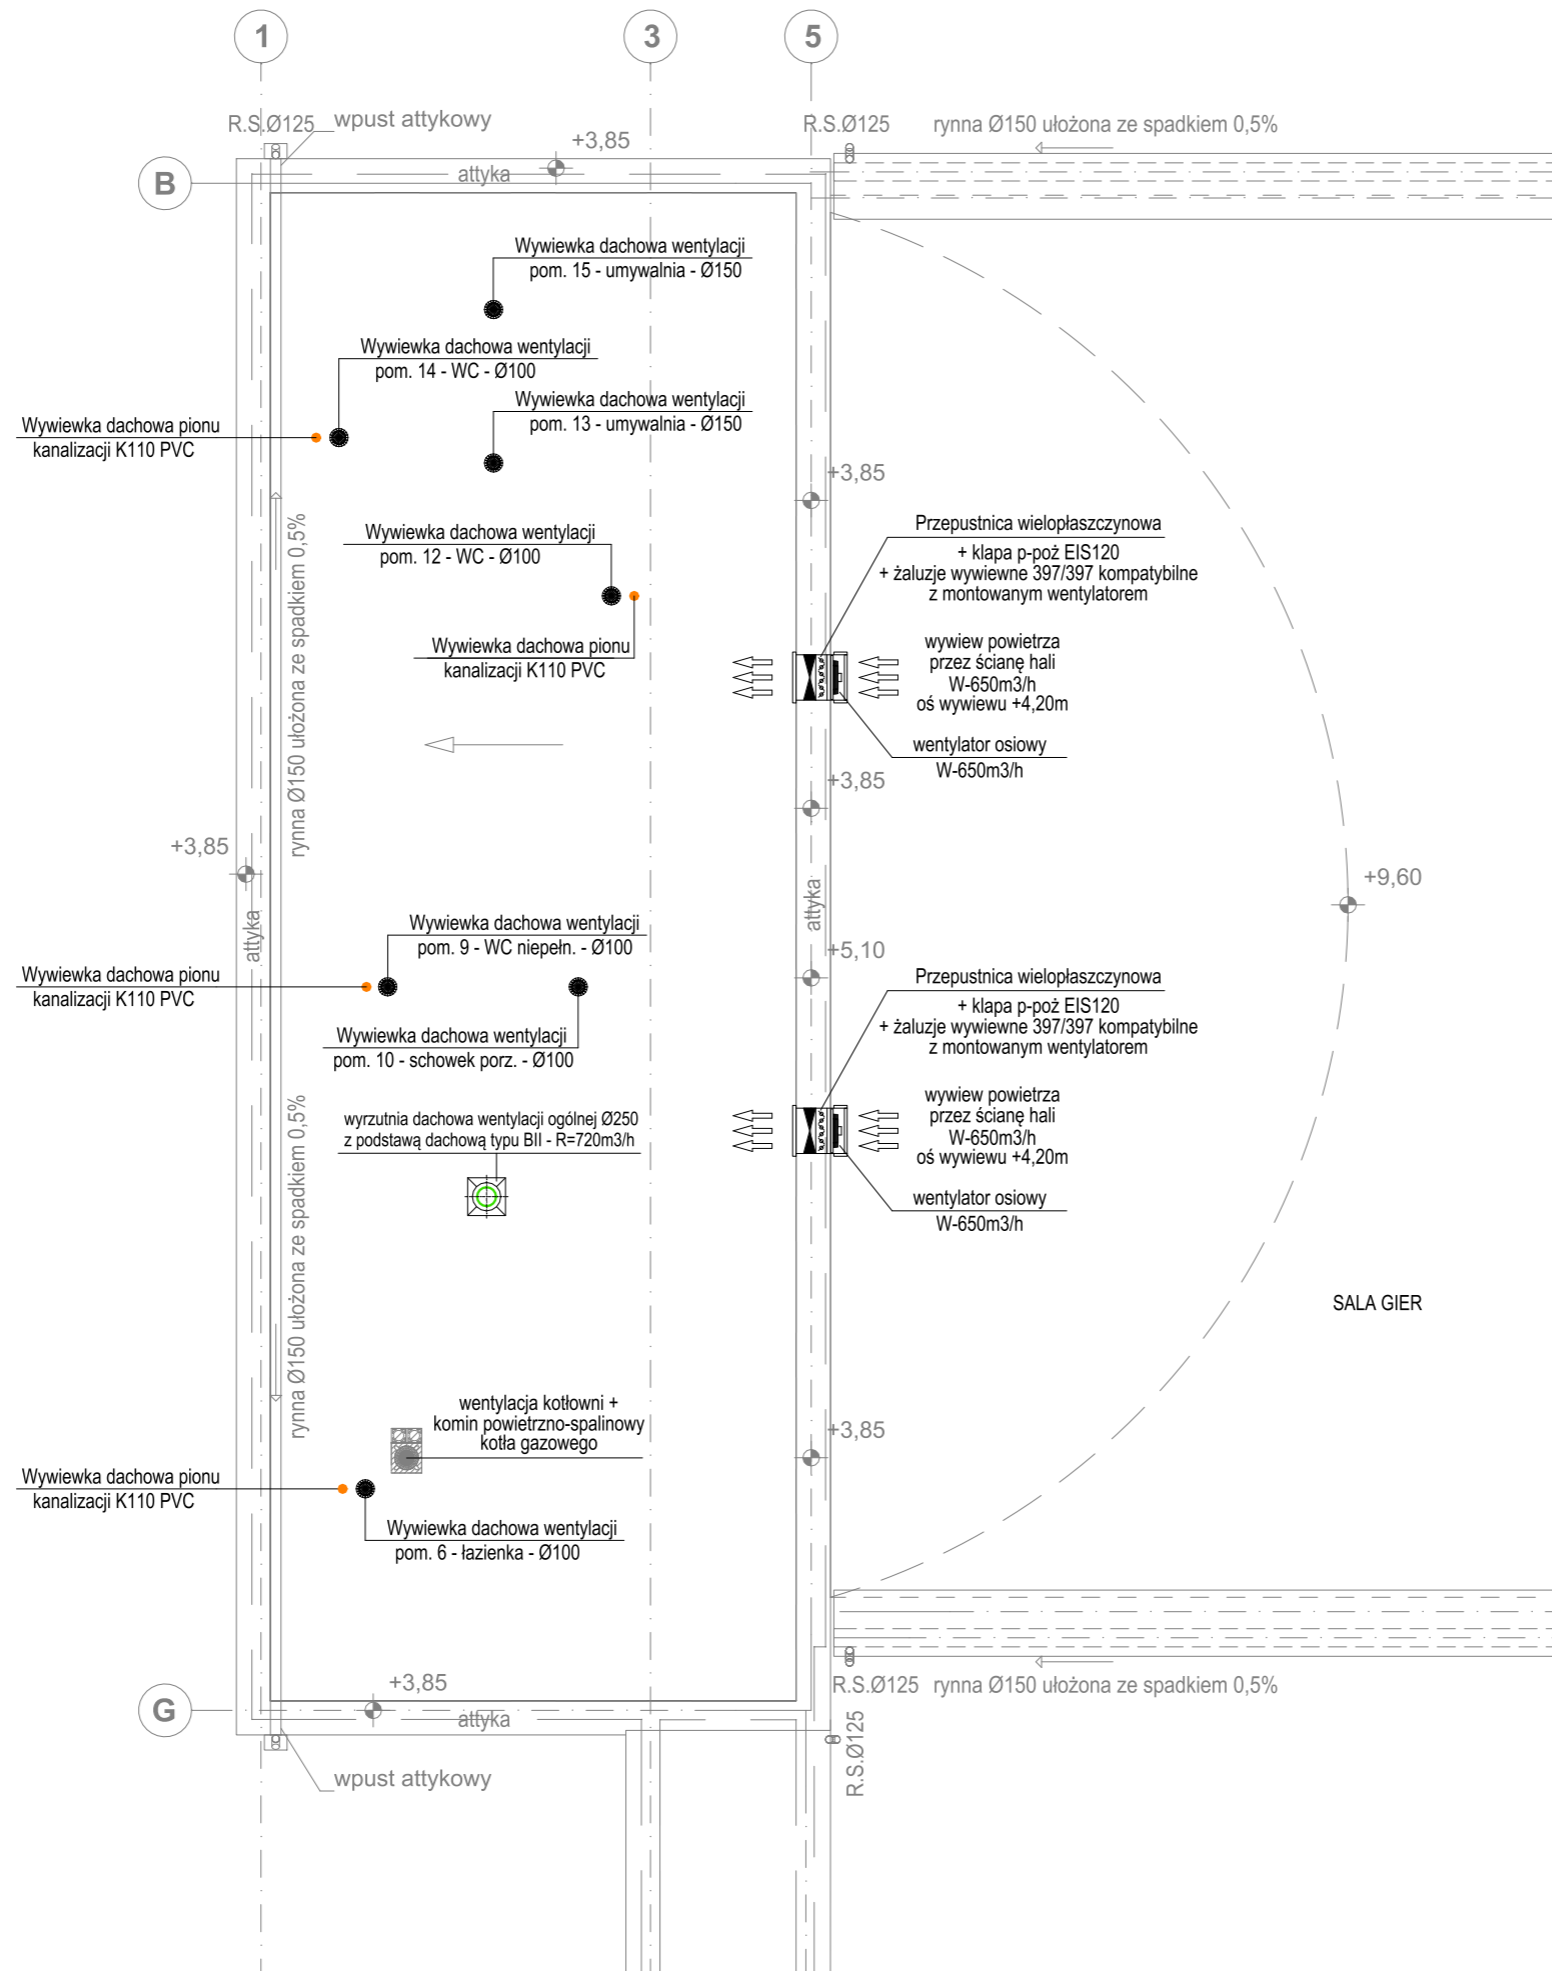 1
3
5
R.S.Ø125
wpust attykowy
+3,85
R.S.Ø125
rynna Ø150 ułożona ze spadkiem 0,5%
B
attyka
Wywiewka dachowa wentylacji
pom. 15 - umywalnia - Ø150
Wywiewka dachowa wentylacji
pom. 14 - WC - Ø100
Wywiewka dachowa wentylacji
pom. 13 - umywalnia - Ø150
Wywiewka dachowa pionu
kanalizacji K110 PVC
+3,85
Wywiewka dachowa wentylacji
pom. 12 - WC - Ø100
Przepustnica wielopłaszczynowa
+ klapa p-poż EIS120
+ żaluzje wywiewne 397/397 kompatybilne
z montowanym wentylatorem
rynna Ø150 ułożona ze spadkiem 0,5%
Wywiewka dachowa pionu
kanalizacji K110 PVC
wywiew powietrza
przez ścianę hali
W-650m3/h
oś wywiewu +4,20m
wentylator osiowy
W-650m3/h
+3,85
+3,85
+9,60
attyka
attyka
Wywiewka dachowa wentylacji
pom. 9 - WC niepełn. - Ø100
+5,10
Wywiewka dachowa pionu
kanalizacji K110 PVC
Przepustnica wielopłaszczynowa
+ klapa p-poż EIS120
+ żaluzje wywiewne 397/397 kompatybilne
z montowanym wentylatorem
Wywiewka dachowa wentylacji
pom. 10 - schowek porz. - Ø100
wyrzutnia dachowa wentylacji ogólnej Ø250
z podstawą dachową typu BII - R=720m3/h
wywiew powietrza
przez ścianę hali
W-650m3/h
oś wywiewu +4,20m
wentylator osiowy
W-650m3/h
rynna Ø150 ułożona ze spadkiem 0,5%
SALA GIER
wentylacja kotłowni +
komin powietrzno-spalinowy
kotła gazowego
+3,85
Wywiewka dachowa pionu
kanalizacji K110 PVC
Wywiewka dachowa wentylacji
pom. 6 - łazienka - Ø100
+3,85
R.S.Ø125
rynna Ø150 ułożona ze spadkiem 0,5%
G
attyka
R.S.Ø125
wpust attykowy